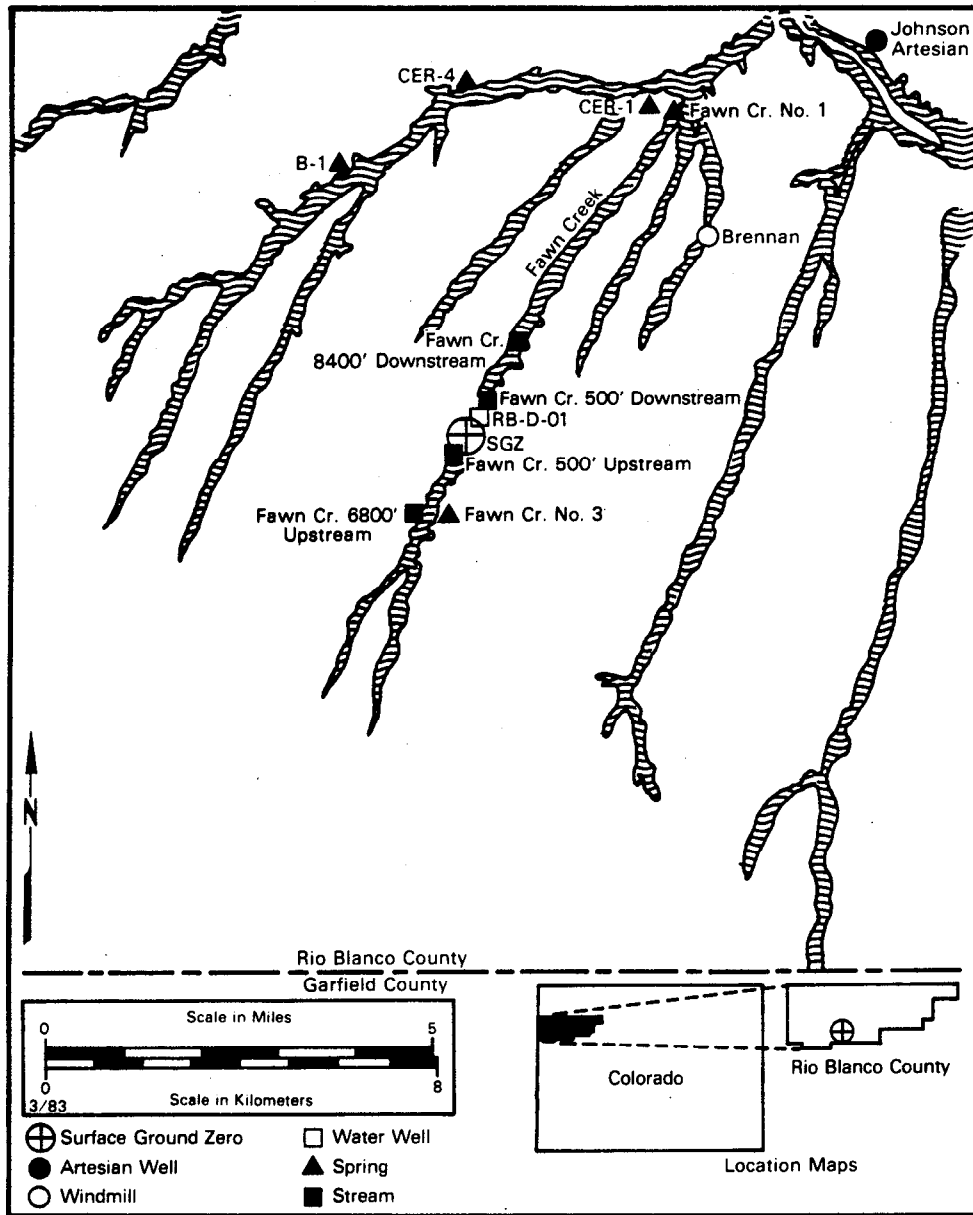 Johnson
Artesian
CER-4
CER-1
Fawn Cr. No. 1
B-1
Fawn Creek
Brennan
Fawn Cr.
8400' Downstream
Fawn Cr. 500' Downstream
RB-D-01
SGZ
Fawn Cr. 500' Upstream
Fawn Cr. 6800'
Upstream
Fawn Cr. No. 3
N
Rio Blanco County
Garfield County
Scale in Miles
0 5
0 8
Scale in Kilometers
3/83
Colorado
Rio Blanco County
Location Maps
Surface Ground Zero
Artesian Well
Windmill
Water Well
Spring
Stream